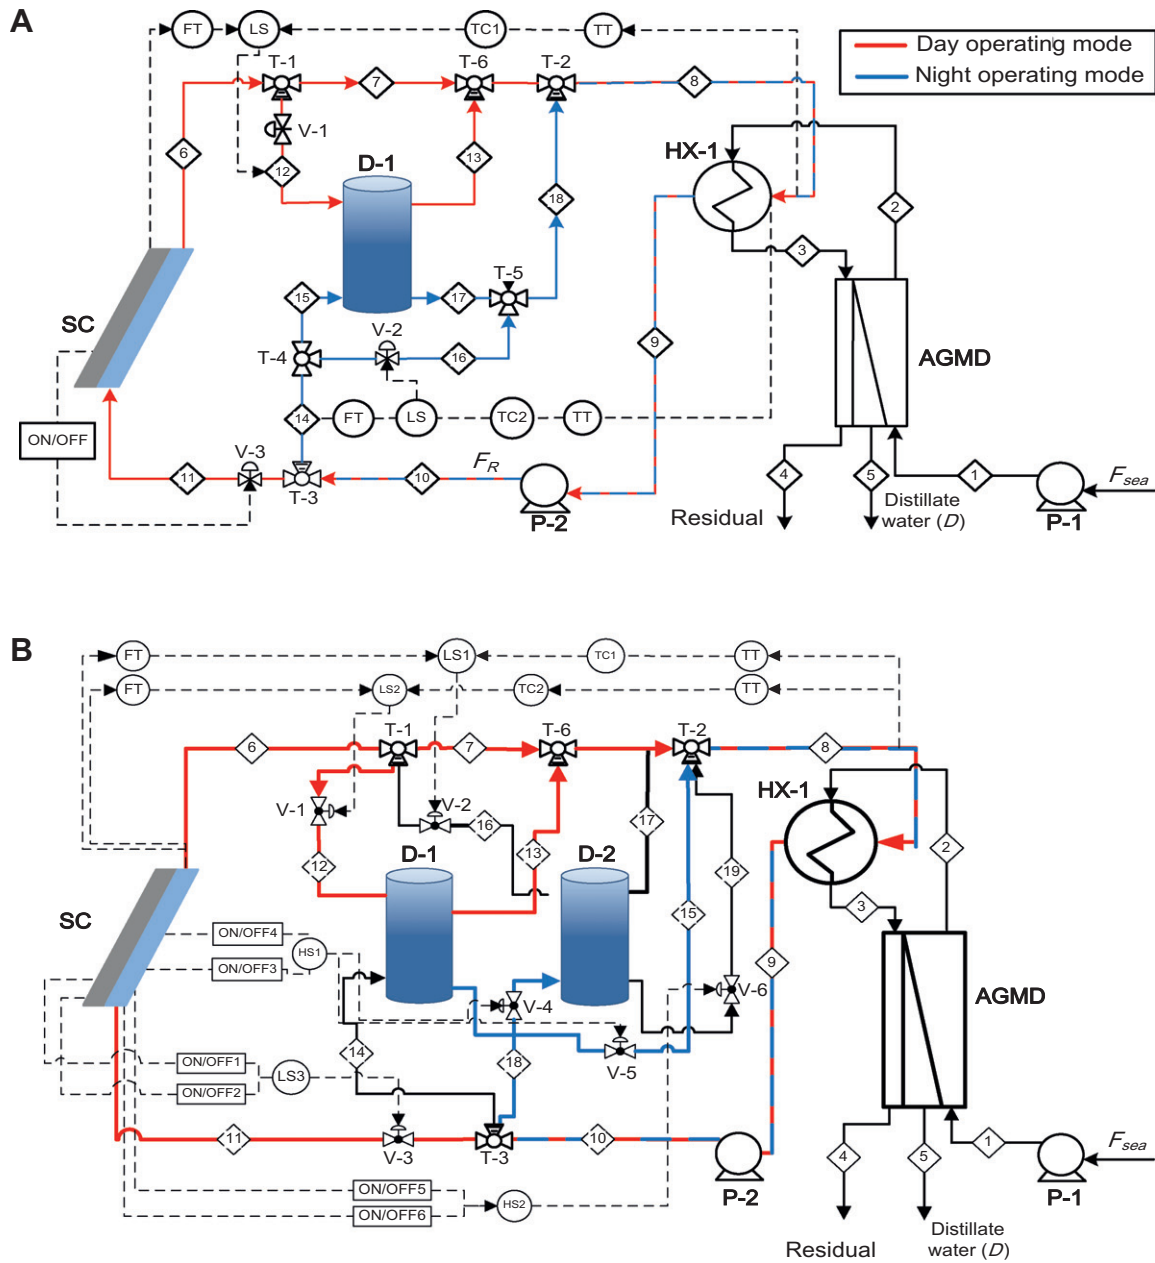 A
FT
LS
TC1
TT
Day operating mode
Night operating mode
T-1
7
T-6
T-2
8
V-1
6
12
13
D-1
HX-1
18
2
3
T-5
15
17
SC
V-2
T-4
16
9
AGMD
14
FT
LS
TC2
TT
ON/OFF
V-3
11
T-3
10
F_R
P-2
4
5
1
F_sea
Residual
Distillate
water (D)
P-1
B
FT
LS1
TC1
TT
FT
LS2
TC2
TT
T-1
T-6
T-2
6
7
8
V-1
V-2
16
17
HX-1
12
13
D-1
D-2
19
2
3
15
SC
ON/OFF4
HS1
ON/OFF3
9
V-4
V-6
AGMD
14
18
V-5
ON/OFF1
LS3
ON/OFF2
11
V-3
T-3
10
P-2
4
5
1
F_sea
P-1
ON/OFF5
HS2
ON/OFF6
Residual
Distillate
water (D)